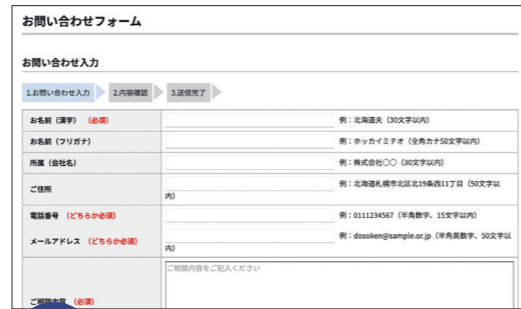 お問い合わせフォーム
お問い合わせ入力
1.お問い合わせ入力 2.内容確認 3.送信完了
お名前（漢字）（必須） 例：北海道夫（30文字以内）
お名前（フリガナ） 例：ホッカイミチオ（全角カナ50文字以内）
所属（会社名） 例：株式会社〇〇（30文字以内）
ご住所 例：北海道札幌市北区北19条西11丁目（50文字以
内）
電話番号（どちらか必須） 例：0111234567（半角数字、15文字以内）
メールアドレス（どちらか必須） 例：dosoken@sample.or.jp（半角英数字、50文字以
内）
ご相談内容をご記入ください
ご相談内容（必須）